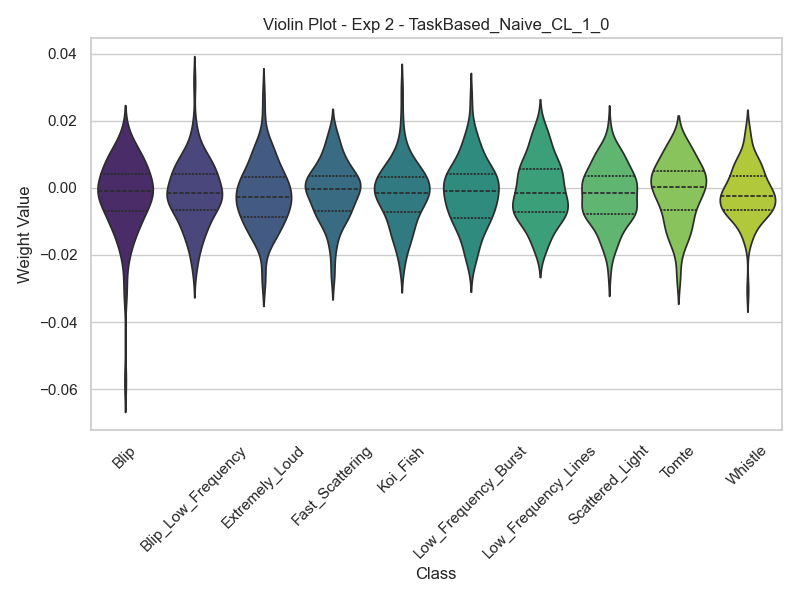 Violin Plot - Exp 2 - TaskBased_Naive_CL_1_0
0.04
0.02
0.00
−0.02
−0.04
−0.06
Weight Value
Blip
Blip_Low_Frequency
Extremely_Loud
Fast_Scattering
Koi_Fish
Low_Frequency_Burst
Low_Frequency_Lines
Scattered_Light
Tomte
Whistle
Class